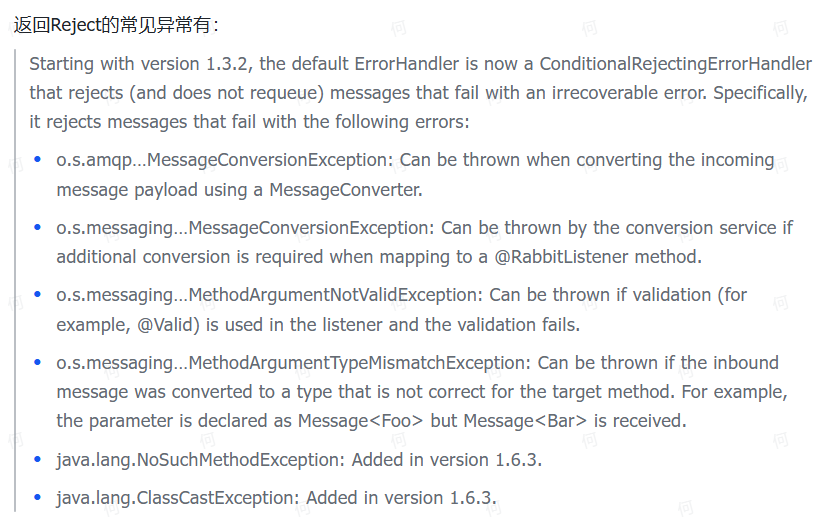 返回Reject的常见异常有：
Starting with version 1.3.2, the default ErrorHandler is now a ConditionalRejectingErrorHandler
that rejects (and does not requeue) messages that fail with an irrecoverable error. Specifically,
it rejects messages that fail with the following errors:
• o.s.amqp…MessageConversionException: Can be thrown when converting the incoming
message payload using a MessageConverter.
• o.s.messaging…MessageConversionException: Can be thrown by the conversion service if
additional conversion is required when mapping to a @RabbitListener method.
• o.s.messaging…MethodArgumentNotValidException: Can be thrown if validation (for
example, @Valid) is used in the listener and the validation fails.
• o.s.messaging…MethodArgumentTypeMismatchException: Can be thrown if the inbound
message was converted to a type that is not correct for the target method. For example,
the parameter is declared as Message<Foo> but Message<Bar> is received.
• java.lang.NoSuchMethodException: Added in version 1.6.3.
• java.lang.ClassCastException: Added in version 1.6.3.